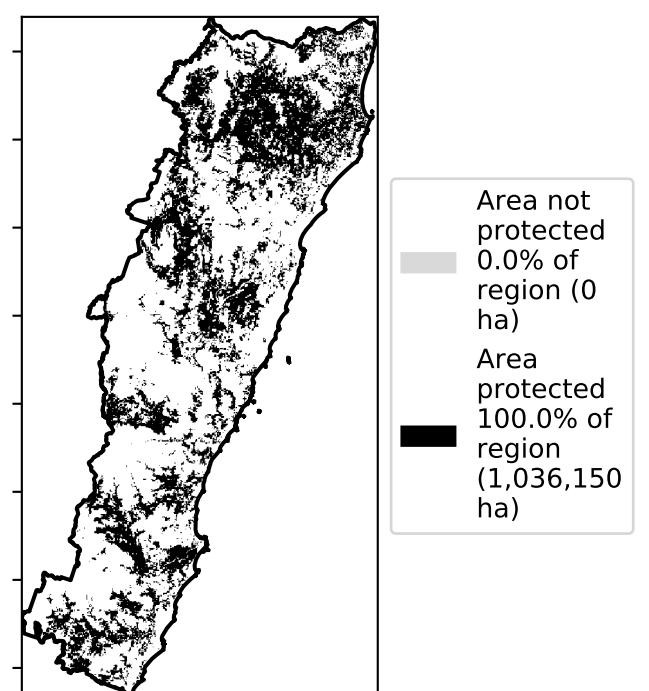 Area not
protected
0.0% of
region (0
ha)
Area
protected
100.0% of
region
(1,036,150
ha)